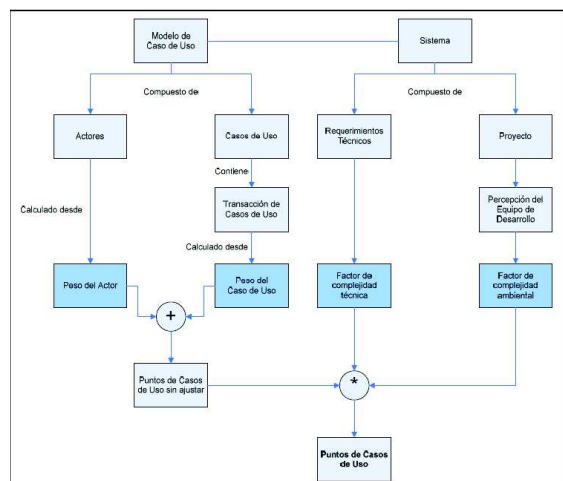 Modelo de
Caso de Uso
Sistema
Compuesto de
Compuesto de
Actores
Casos de Uso
Requerimientos
Técnicos
Proyecto
Contiene
Calculado desde
Transacción de
Casos de Uso
Percepción del
Equipo de
Desarrollo
Calculado desde
Peso del Actor
Peso del
Caso de Uso
Factor de
complejidad
técnica
Factor de
complejidad
ambiental
+
Puntos de Casos
de Uso sin ajustar
*
Puntos de Casos
de Uso